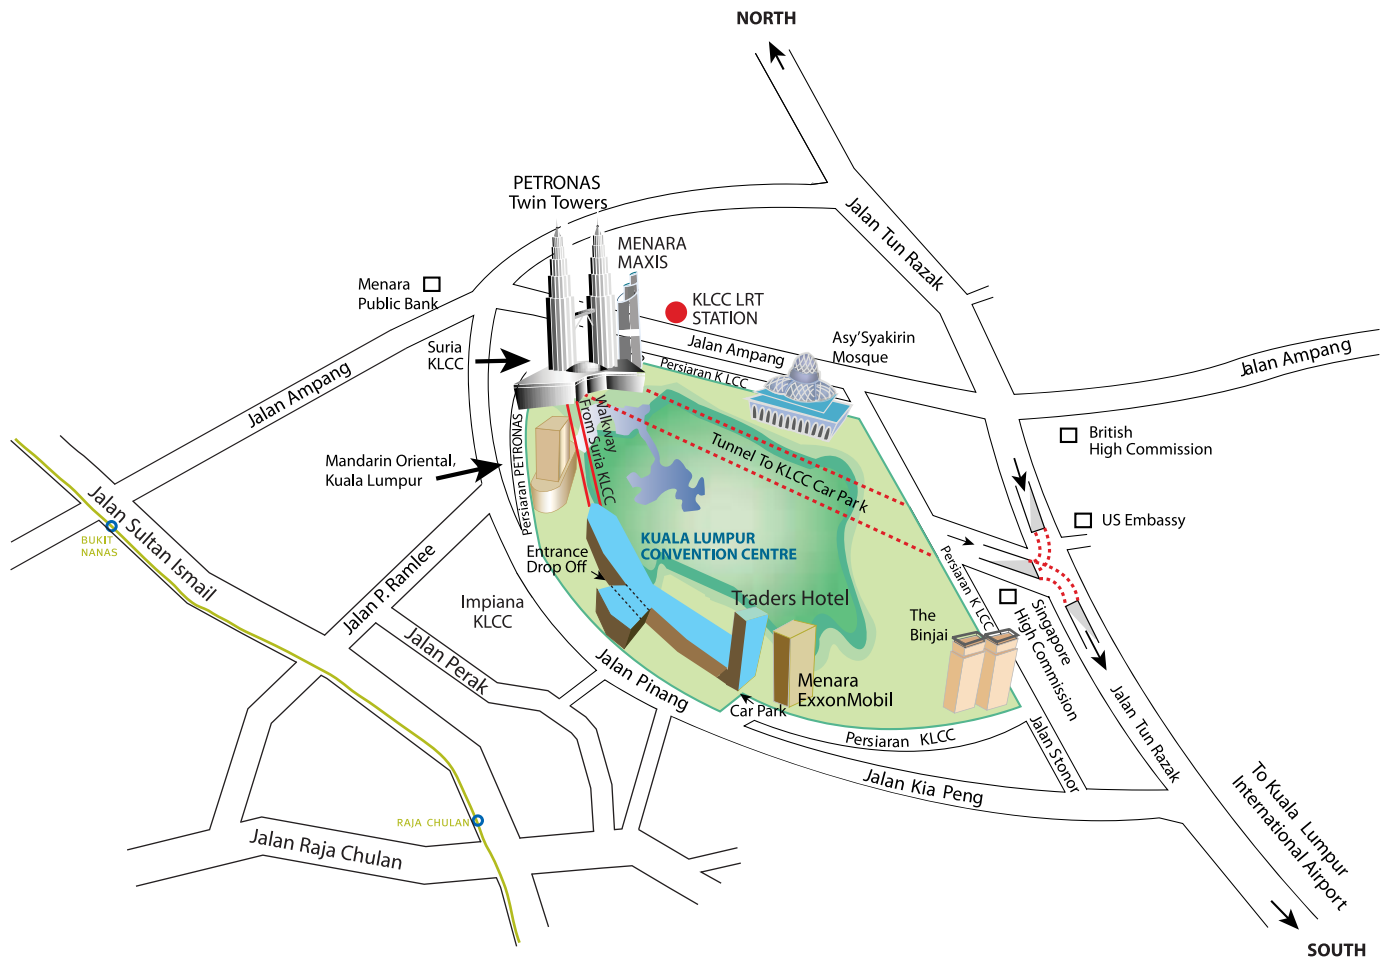 NORTH
PETRONAS
Twin Towers
Jalan Tun Razak
MENARA
MAXIS
Menara
Public Bank
KLCC LRT
STATION
Suria
KLCC
Jalan Ampang
Asy'Syakirin
Mosque
Jalan Ampang
Persiaran K LCC
Jalan Ampang
Walkway
From Suria KLCC
Persiaran PETRONAS
Tunnel To KLCC Car Park
British
High Commission
Mandarin Oriental,
Kuala Lumpur
Jalan Sultan Ismail
BUKIT
NANAS
US Embassy
KUALA LUMPUR
CONVENTION CENTRE
Entrance
Drop Off
Jalan P. Ramlee
Persiaran K LCC
Impiana
KLCC
Traders Hotel
The
Binjai
Singapore
High Commission
Jalan Perak
Jalan Pinang
Menara
ExxonMobil
Car Park
Persiaran KLCC
Jalan Stonor
Jalan Tun Razak
Jalan Kia Peng
To Kuala Lumpur
International Airport
RAJA CHULAN
Jalan Raja Chulan
SOUTH